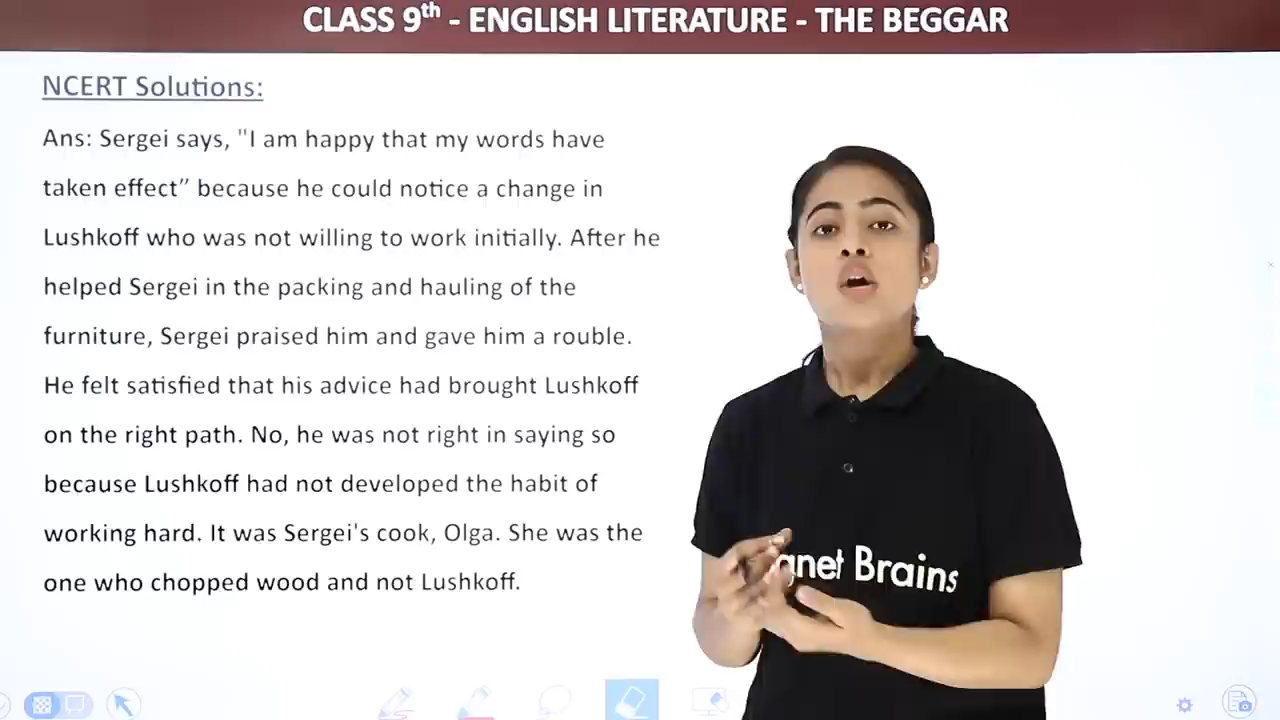 CLASS 9th - ENGLISH LITERATURE - THE BEGGAR
NCERT Solutions:
Ans: Sergei says, "I am happy that my words have
taken effect” because he could notice a change in
Lushkoff who was not willing to work initially. After he
helped Sergei in the packing and hauling of the
furniture, Sergei praised him and gave him a rouble.
He felt satisfied that his advice had brought Lushkoff
on the right path. No, he was not right in saying so
because Lushkoff had not developed the habit of
working hard. It was Sergei's cook, Olga. She was the
one who chopped wood and not Lushkoff.
gnet Brains